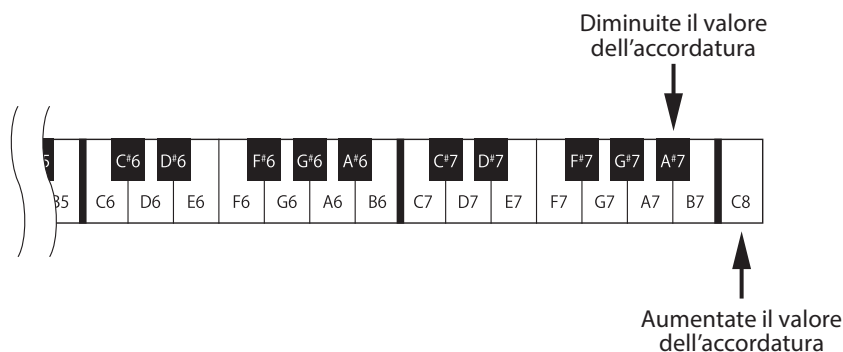 Diminuite il valore
dell'accordatura
C#6 D#6 F#6 G#6 A#6 C#7 D#7 F#7 G#7 A#7
C6 D6 E6 F6 G6 A6 B6 C7 D7 E7 F7 G7 A7 B7 C8
Aumentate il valore
dell'accordatura